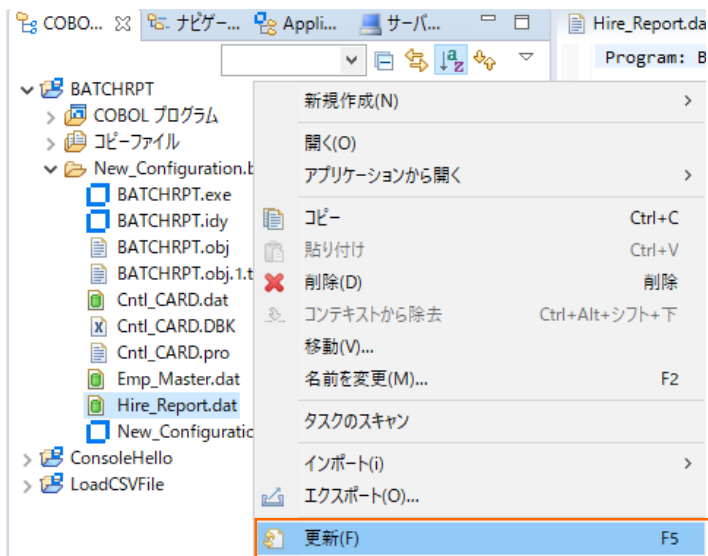 COBO... ナビゲー... Appli... サーバ... Hire_Report.da
Program: B
BATCHRPT
COBOL プログラム
コピーファイル
New_Configuration.b
BATCHRPT.exe
BATCHRPT.idy
BATCHRPT.obj
BATCHRPT.obj.1.t
Cntl_CARD.dat
Cntl_CARD.DBK
Cntl_CARD.pro
Emp_Master.dat
Hire_Report.dat
New_Configuratio
ConsoleHello
LoadCSVFile
新規作成(N)
開く(O)
アプリケーションから開く
コピー Ctrl+C
貼り付け Ctrl+V
削除(D) 削除
コンテキストから除去 Ctrl+Alt+シフト+下
移動(V)...
名前を変更(M)... F2
タスクのスキャン
インポート(i)
エクスポート(O)...
更新(F) F5